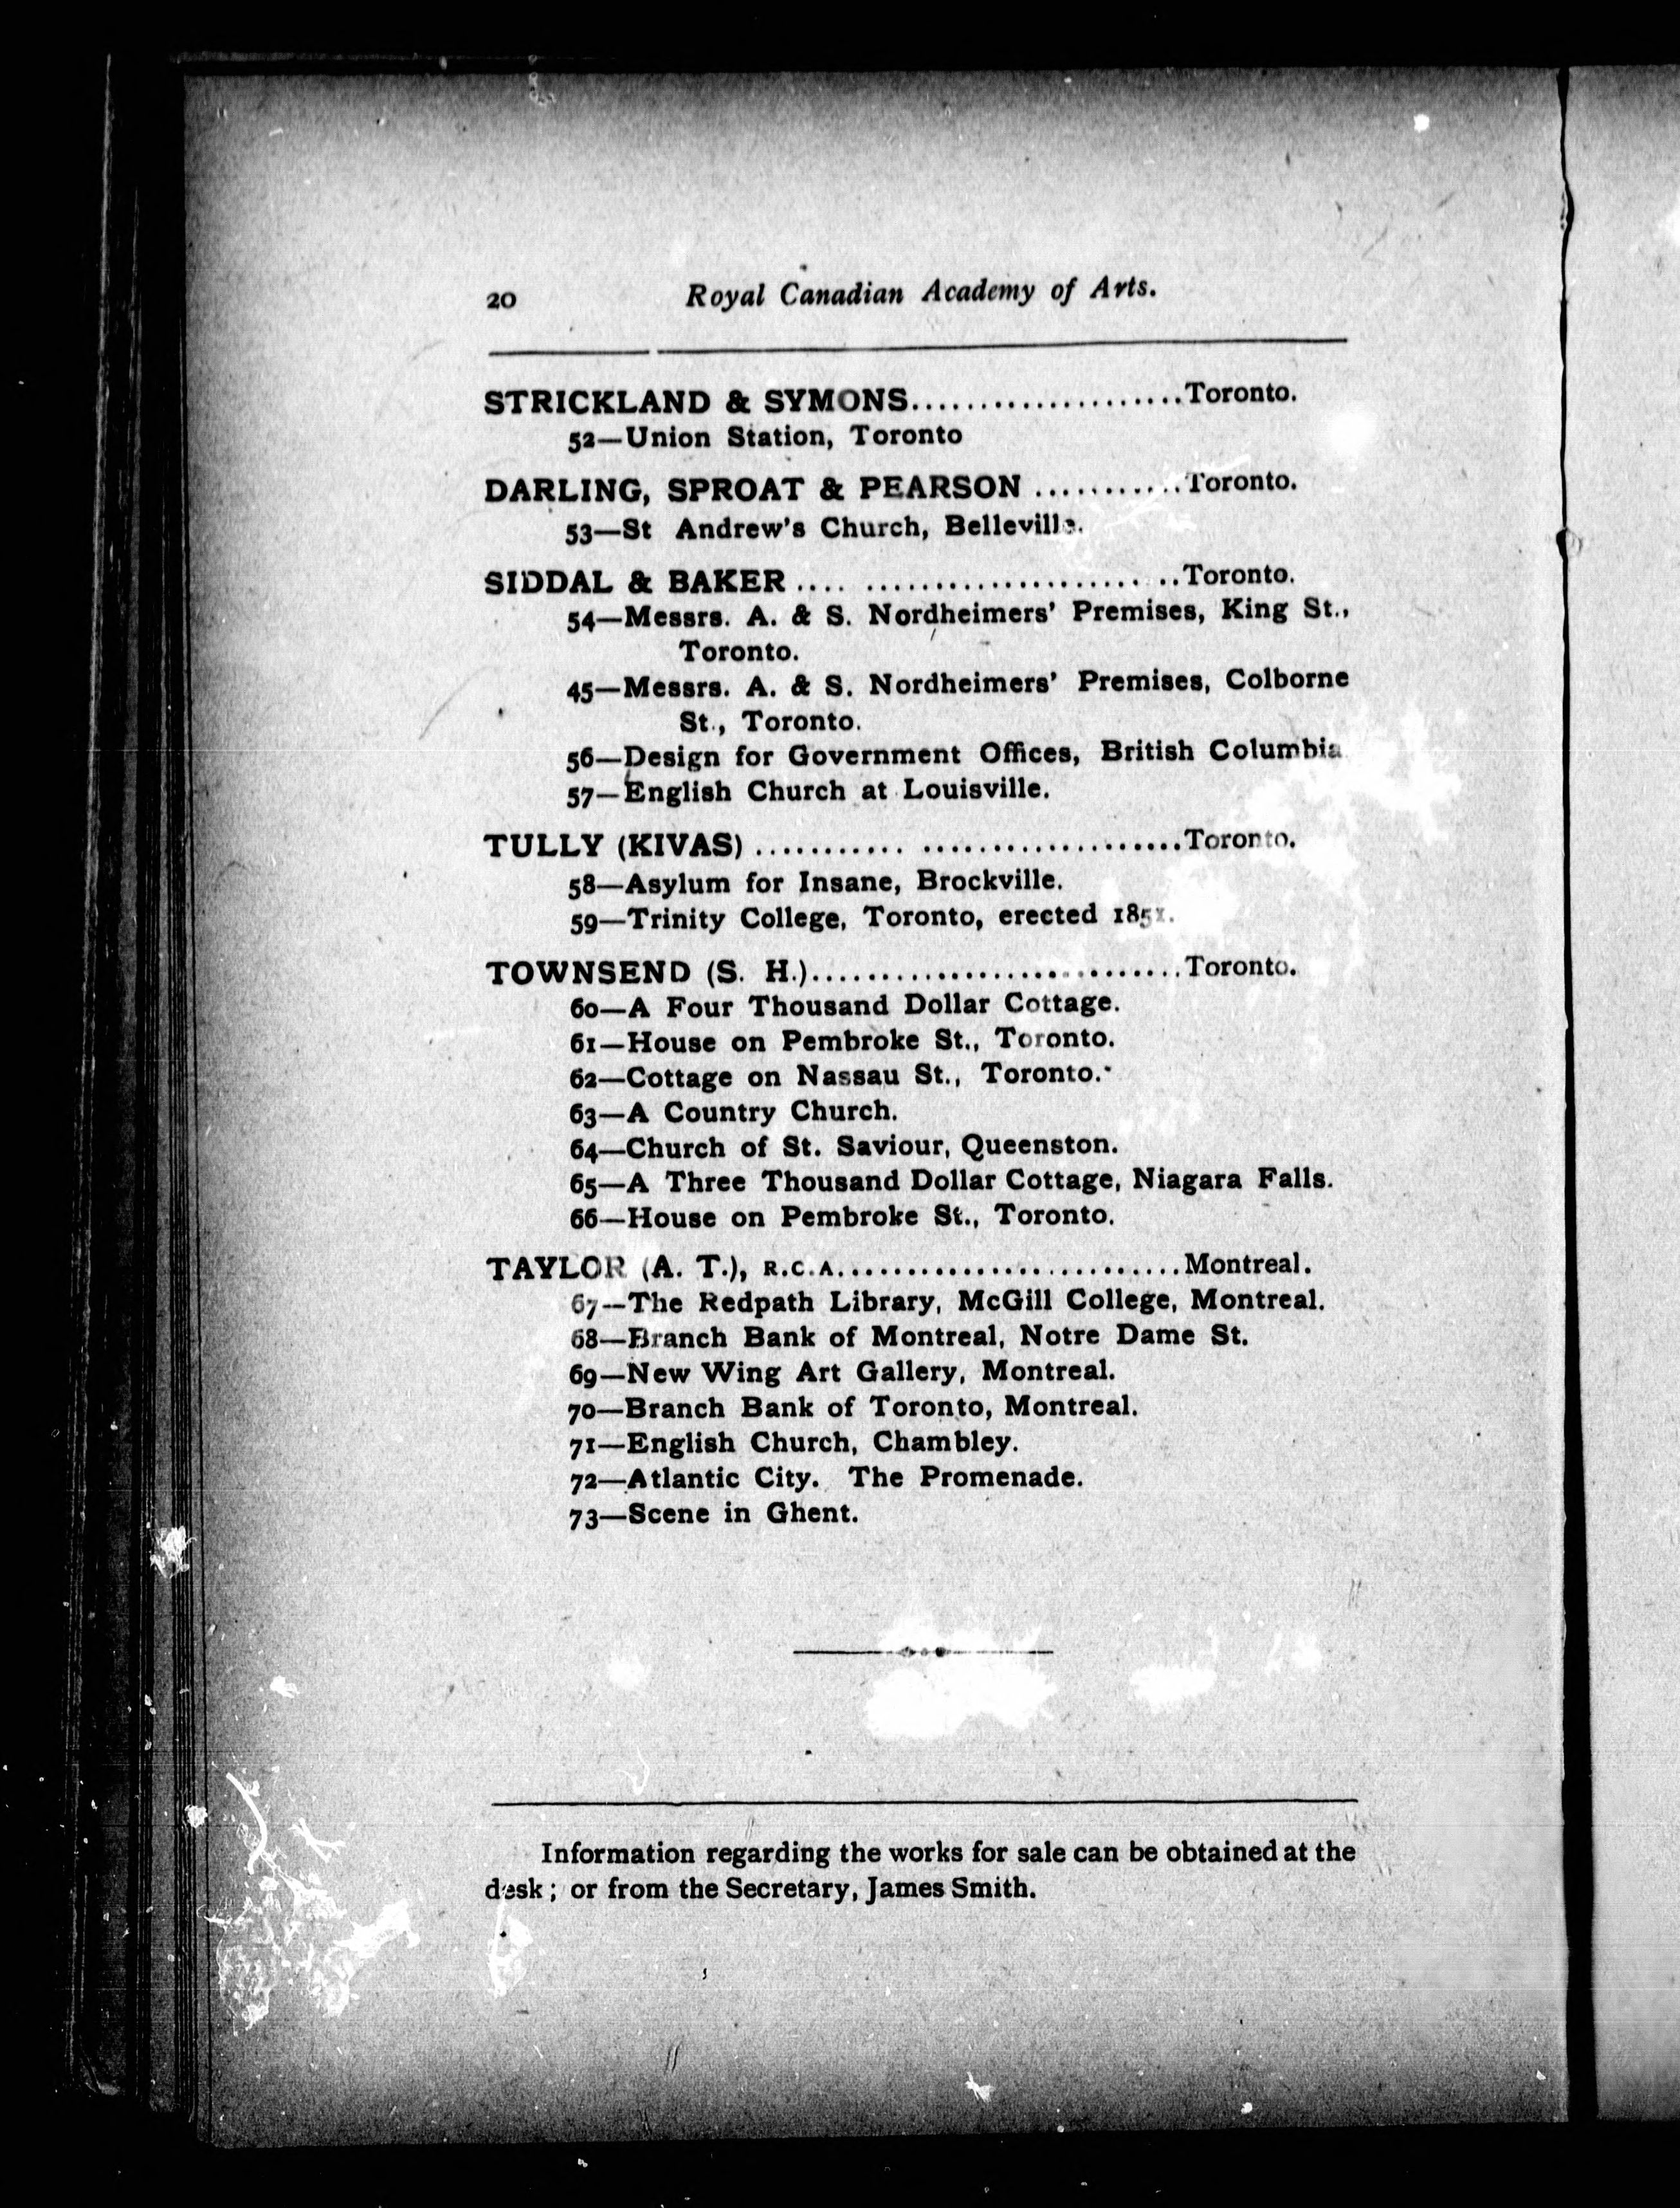 20 Royal Canadian Academy of Arts.
STRICKLAND & SYMONS....................Toronto.
52—Union Station, Toronto
DARLING, SPROAT & PEARSON ...........Toronto.
53—St Andrew's Church, Belleville.
SIDDAL & BAKER .... ........................Toronto.
54—Messrs. A. & S. Nordheimers' Premises, King St.,
Toronto.
45—Messrs. A. & S. Nordheimers' Premises, Colborne
St., Toronto.
56—Design for Government Offices, British Columbia
57—English Church at Louisville.
TULLY (KIVAS) ........... ...................Toronto.
58—Asylum for Insane, Brockville.
59—Trinity College, Toronto, erected 1851.
TOWNSEND (S. H.)...........................Toronto.
60—A Four Thousand Dollar Cottage.
61—House on Pembroke St., Toronto.
62—Cottage on Nassau St., Toronto.
63—A Country Church.
64—Church of St. Saviour, Queenston.
65—A Three Thousand Dollar Cottage, Niagara Falls.
66—House on Pembroke St., Toronto.
TAYLOR (A. T.), R.C.A.........................Montreal.
67—The Redpath Library, McGill College, Montreal.
68—Branch Bank of Montreal, Notre Dame St.
69—New Wing Art Gallery, Montreal.
70—Branch Bank of Toronto, Montreal.
71—English Church, Chambley.
72—Atlantic City. The Promenade.
73—Scene in Ghent.
Information regarding the works for sale can be obtained at the
desk; or from the Secretary, James Smith.